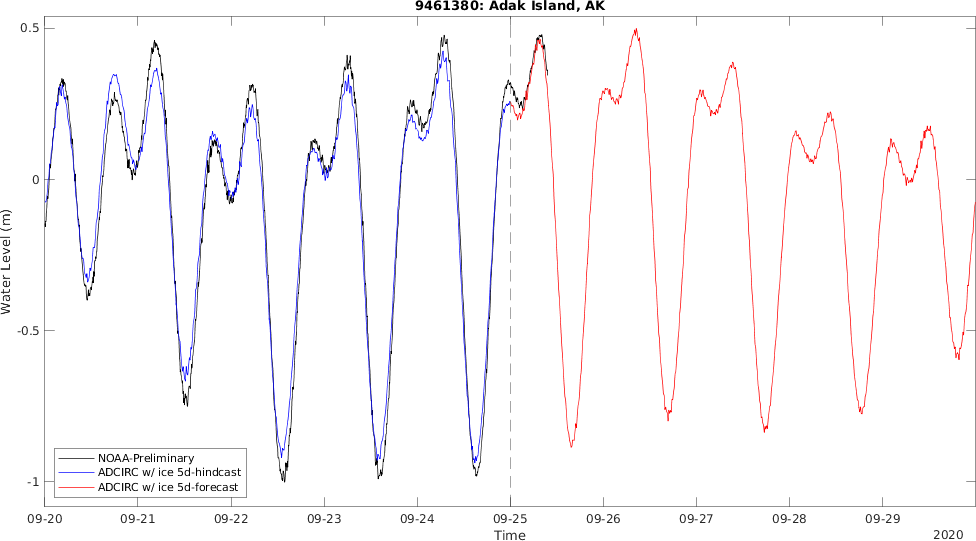 9461380: Adak Island, AK
0.5
0
-0.5
-1
Water Level (m)
NOAA-Preliminary
ADCIRC w/ ice 5d-hindcast
ADCIRC w/ ice 5d-forecast
09-20 09-21 09-22 09-23 09-24 09-25 09-26 09-27 09-28 09-29
Time
2020